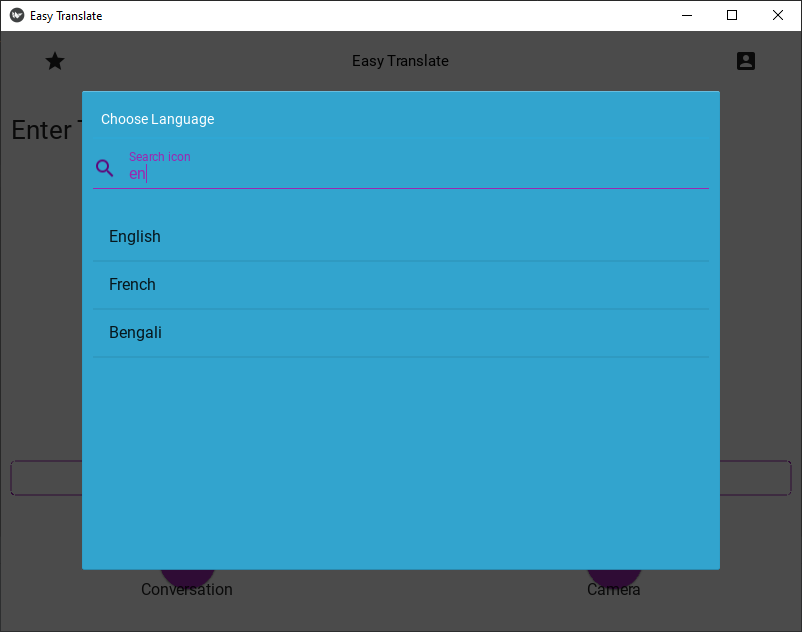 Easy Translate
Easy Translate
Enter
Choose Language
Search icon
en
English
French
Bengali
Conversation
Camera